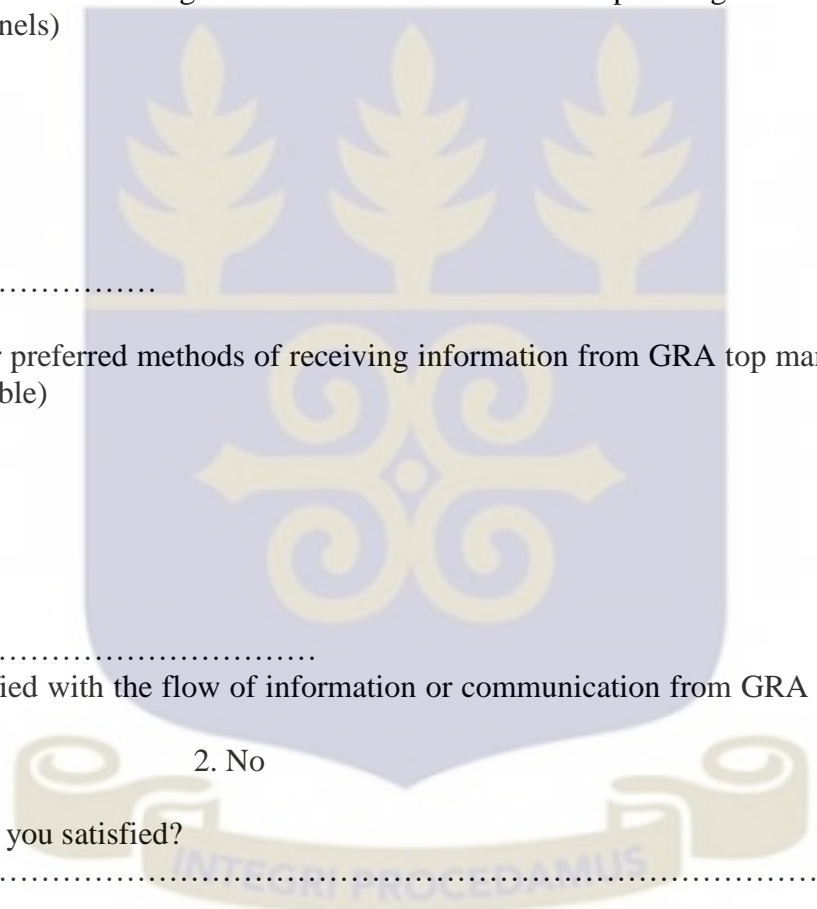 nels)
……………
preferred methods of receiving information from GRA top
ble)
……………………………
ied with the flow of information or communication from GRA
2. No
you satisfied?
……………………………………………………………………………
INTEGRI PROCEDAMUS